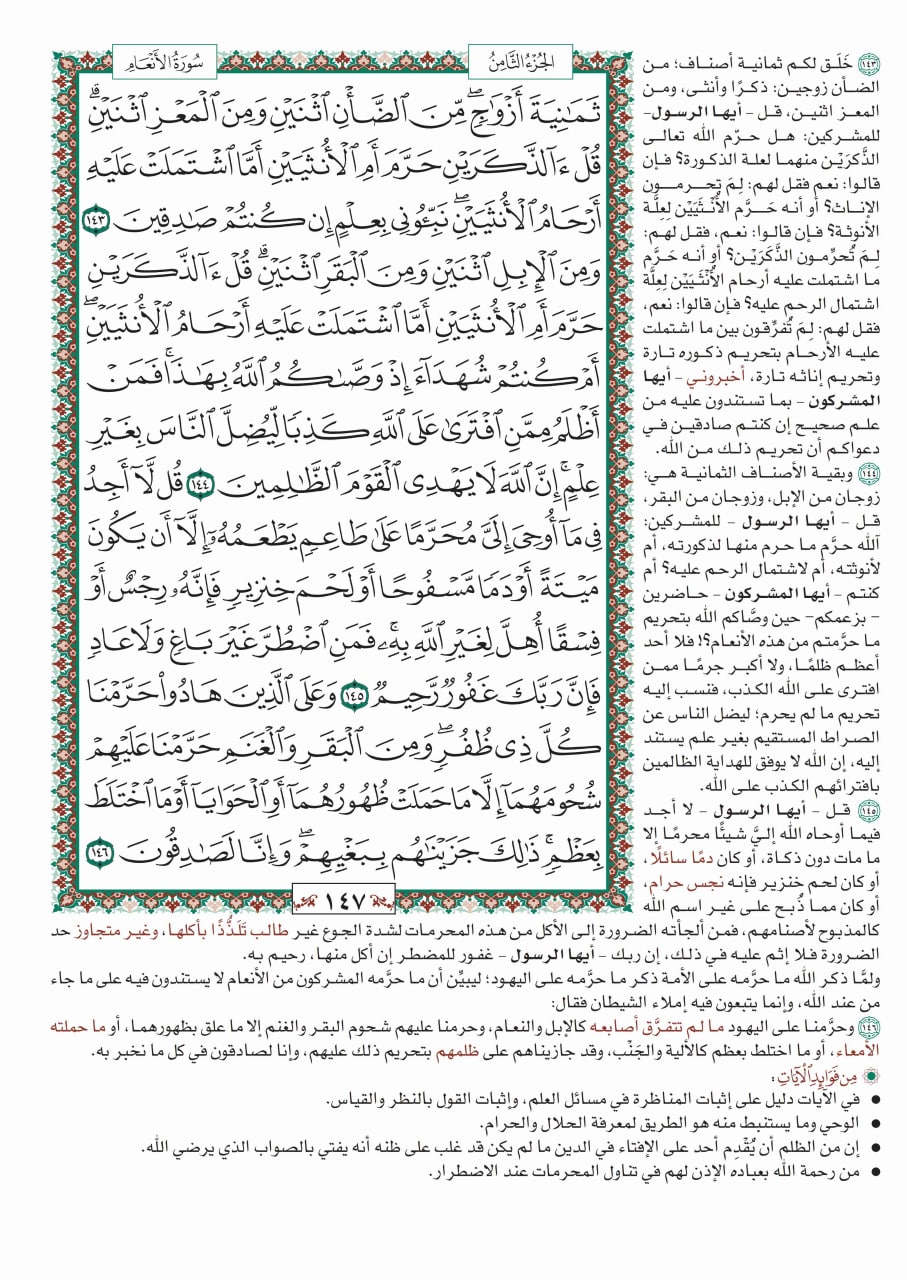 سُورَةُ الأَنْعَامِ
الجُزْءُ الثَّامِنُ
ثَمَٰنِيَةَ أَزْوَٰجٖۖ مِّنَ ٱلضَّأْنِ ٱثْنَيْنِ وَمِنَ ٱلْمَعْزِ ٱثْنَيْنِۗ
قُلْ ءَآلذَّكَرَيْنِ حَرَّمَ أَمِ ٱلْأُنثَيَيْنِ أَمَّا ٱشْتَمَلَتْ عَلَيْهِ
أَرْحَامُ ٱلْأُنثَيَيْنِۖ نَبِّـُٔونِي بِعِلْمٍ إِن كُنتُمْ صَٰدِقِينَ ١٤٣
وَمِنَ ٱلْإِبِلِ ٱثْنَيْنِ وَمِنَ ٱلْبَقَرِ ٱثْنَيْنِۗ قُلْ ءَآلذَّكَرَيْنِ
حَرَّمَ أَمِ ٱلْأُنثَيَيْنِ أَمَّا ٱشْتَمَلَتْ عَلَيْهِ أَرْحَامُ ٱلْأُنثَيَيْنِۖ
أَمْ كُنتُمْ شُهَدَآءَ إِذْ وَصَّىٰكُمُ ٱللَّهُ بِهَٰذَاۚ فَمَنْ
أَظْلَمُ مِمَّنِ ٱفْتَرَىٰ عَلَى ٱللَّهِ كَذِبًا لِّيُضِلَّ ٱلنَّاسَ بِغَيْرِ
عِلْمٍۚ إِنَّ ٱللَّهَ لَا يَهْدِي ٱلْقَوْمَ ٱلظَّٰلِمِينَ ١٤٤ قُل لَّآ أَجِدُ
فِي مَآ أُوحِيَ إِلَيَّ مُحَرَّمًا عَلَىٰ طَاعِمٍ يَطْعَمُهُۥٓ إِلَّآ أَن يَكُونَ
مَيْتَةً أَوْ دَمًا مَّسْفُوحًا أَوْ لَحْمَ خِنزِيرٍ فَإِنَّهُۥ رِجْسٌ أَوْ
فِسْقًا أُهِلَّ لِغَيْرِ ٱللَّهِ بِهِۦۚ فَمَنِ ٱضْطُرَّ غَيْرَ بَاغٍ وَلَا عَادٍ
فَإِنَّ رَبَّكَ غَفُورٌ رَّحِيمٌ ١٤٥ وَعَلَى ٱلَّذِينَ هَادُوا۟ حَرَّمْنَا
كُلَّ ذِي ظُفُرٍۖ وَمِنَ ٱلْبَقَرِ وَٱلْغَنَمِ حَرَّمْنَا عَلَيْهِمْ
شُحُومَهُمَآ إِلَّا مَا حَمَلَتْ ظُهُورُهُمَآ أَوِ ٱلْحَوَايَآ أَوْ مَا ٱخْتَلَطَ
بِعَظْمٍۚ ذَٰلِكَ جَزَيْنَٰهُم بِبَغْيِهِمْۖ وَإِنَّا لَصَٰدِقُونَ ١٤٦
١٤٧
١٤٣ خَلَق لكم ثمانية أصناف؛ من
الضأن زوجين: ذكرًا وأنثى، ومن
المعز اثنين، قل – أيها الرسول–
للمشركين: هل حرّم الله تعالى
الذَّكَرَيْن منهما لعلة الذكورة؟ فإن
قالوا: نعم فقل لهم: لِمَ تحرمون
الإناث؟ أو أنه حَرَّم الأُنْثَيَيْن لِعِلَّة
الأنوثة؟ فإن قالوا: نعم، فقل لهم:
لِمَ تُحرِّمون الذَّكَرَيْن؟ أو أنه حَرَّم
ما اشتملت عليه أرحام الأُنْثَيَيْن لِعِلَّة
اشتمال الرحم عليه؟ فإن قالوا: نعم،
فقل لهم: لِمَ تُفرِّقون بين ما اشتملت
عليه الأرحام بتحريم ذكوره تارة
وتحريم إناثه تارة، أخبروني – أيها
المشركون – بما تستندون عليه من
علم صحيح إن كنتم صادقين في
دعواكم أن تحريم ذلك من الله.
١٤٤ وبقية الأصناف الثمانية هي:
زوجان من الإبل، وزوجان من البقر،
قل – أيها الرسول – للمشركين:
آلله حرَّم ما حرم منها لذكورته، أم
لأنوثته، أم لاشتمال الرحم عليه؟ أم
كنتم – أيها المشركون – حاضرين
– بزعمكم– حين وصَّاكم الله بتحريم
ما حرَّمتم من هذه الأنعام؟! فلا أحد
أعظم ظلمًا، ولا أكبر جرمًا ممن
افترى على الله الكذب، فنسب إليه
تحريم ما لم يحرم؛ ليضل الناس عن
الصراط المستقيم بغير علم يستند
إليه، إن الله لا يوفق للهداية الظالمين
بافترائهم الكذب على الله.
١٤٥ قل – أيها الرسول – لا أجد
فيما أوحاه الله إليَّ شيئًا محرمًا إلا
ما مات دون ذكاة، أو كان دمًا سائلًا،
أو كان لحم خنزير فإنه نجس حرام،
أو كان مما ذُبح على غير اسم الله
كالمذبوح لأصنامهم، فمن ألجأته الضرورة إلى الأكل من هذه المحرمات لشدة الجوع غير طالب تَلَذُّذًا بأكلها، وغير متجاوز حد
الضرورة فلا إثم عليه في ذلك، إن ربك – أيها الرسول – غفور للمضطر إن أكل منها، رحيم به.
ولمَّا ذكر الله ما حرَّمه على الأمة ذكر ما حرَّمه على اليهود؛ ليبيِّن أن ما حرَّمه المشركون من الأنعام لا يستندون فيه على ما جاء
من عند الله، وإنما يتبعون فيه إملاء الشيطان فقال:
١٤٦ وحرَّمنا على اليهود ما لم تتفرَّق أصابعه كالإبل والنعام، وحرمنا عليهم شحوم البقر والغنم إلا ما علق بظهورهما، أو ما حملته
الأمعاء، أو ما اختلط بعظم كالألية والجَنْب، وقد جازيناهم على ظلمهم بتحريم ذلك عليهم، وإنا لصادقون في كل ما نخبر به.
مِن فَوَائِدِ الْآيَاتِ:
• في الآيات دليل على إثبات المناظرة في مسائل العلم، وإثبات القول بالنظر والقياس.
• الوحي وما يستنبط منه هو الطريق لمعرفة الحلال والحرام.
• إن من الظلم أن يُقْدِم أحد على الإفتاء في الدين ما لم يكن قد غلب على ظنه أنه يفتي بالصواب الذي يرضي الله.
• من رحمة الله بعباده الإذن لهم في تناول المحرمات عند الاضطرار.